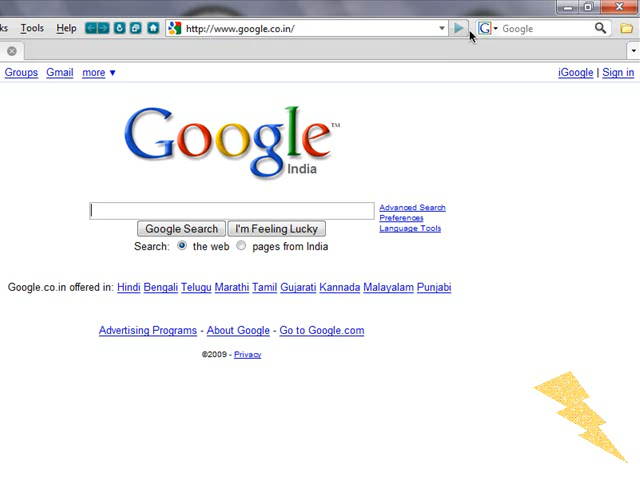 Tools Help http://www.google.co.in/ Google
Groups Gmail more ▼ iGoogle | Sign in
Google™
India
Advanced Search
Preferences
Language Tools
Google Search I'm Feeling Lucky
Search: the web pages from India
Google.co.in offered in: Hindi Bengali Telugu Marathi Tamil Gujarati Kannada Malayalam Punjabi
Advertising Programs - About Google - Go to Google.com
©2009 - Privacy